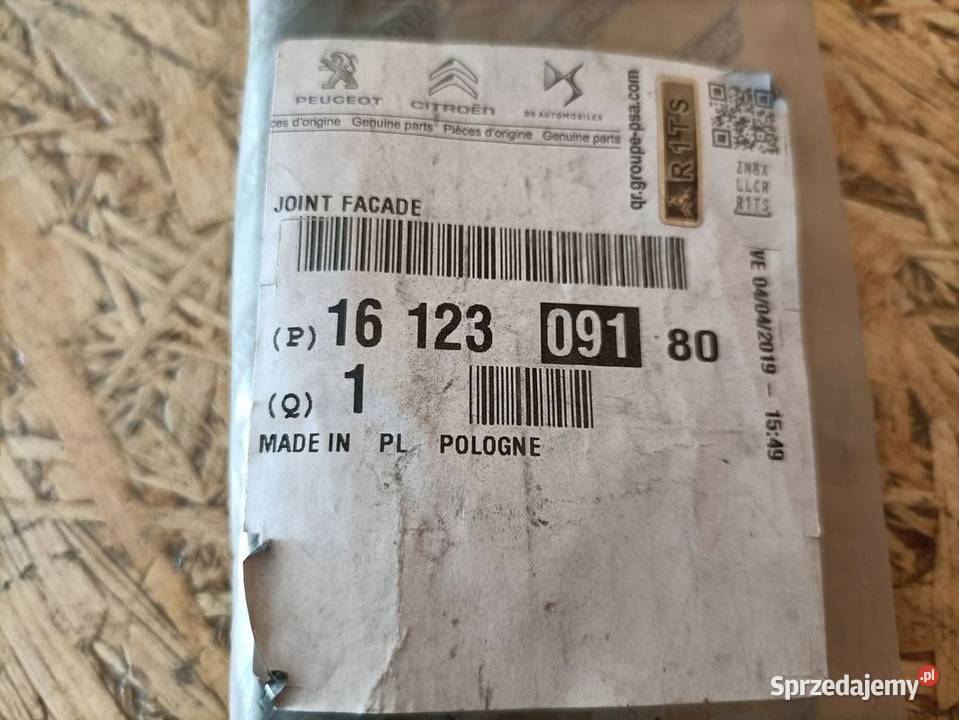 PEUGEOT CITROËN DS AUTOMOBILES
ces d'origine Genuine parts Pièces d'origine Genuine parts
qr.groupe-psa.com
R1TS
ZN8X
LLCR
R1TS
JOINT FACADE
(P) 16 123 091 80
(Q) 1
MADE IN PL POLOGNE
VE 04/04/2019 - 15:49
Sprzedajemy.pl